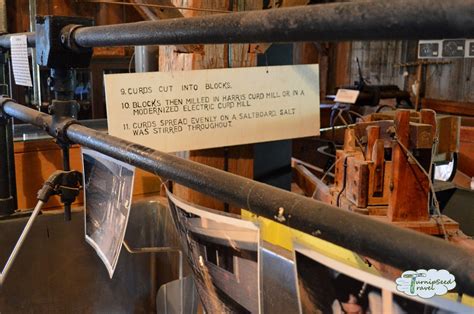 9. CURDS CUT INTO BLOCKS.
10. BLOCKS THEN MILLED IN HARRIS CURD MILL OR IN A
MODERNIZED ELECTRIC CURD MILL.
11. CURDS SPREAD EVENLY ON A SALTBOARD. SALT
WAS STIRRED THROUGHOUT.
TurnipSeed
Travel